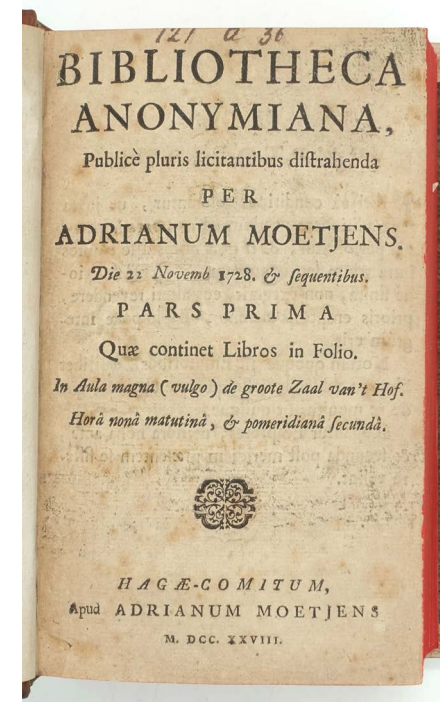 121 a 36
BIBLIOTHECA
ANONYMIANA,
Publicè pluris licitantibus diſtrahenda
PER
ADRIANUM MOETJENS.
Die 22 Novemb 1728. & ſequentibus.
PARS PRIMA
Quæ continet Libros in Folio.
In Aula magna (vulgo) de groote Zaal van't Hof.
Horâ nonâ matutinâ, & pomeridianâ ſecundâ.
HAGÆ-COMITUM,
Apud ADRIANUM MOETJENS
M. DCC. XXVIII.